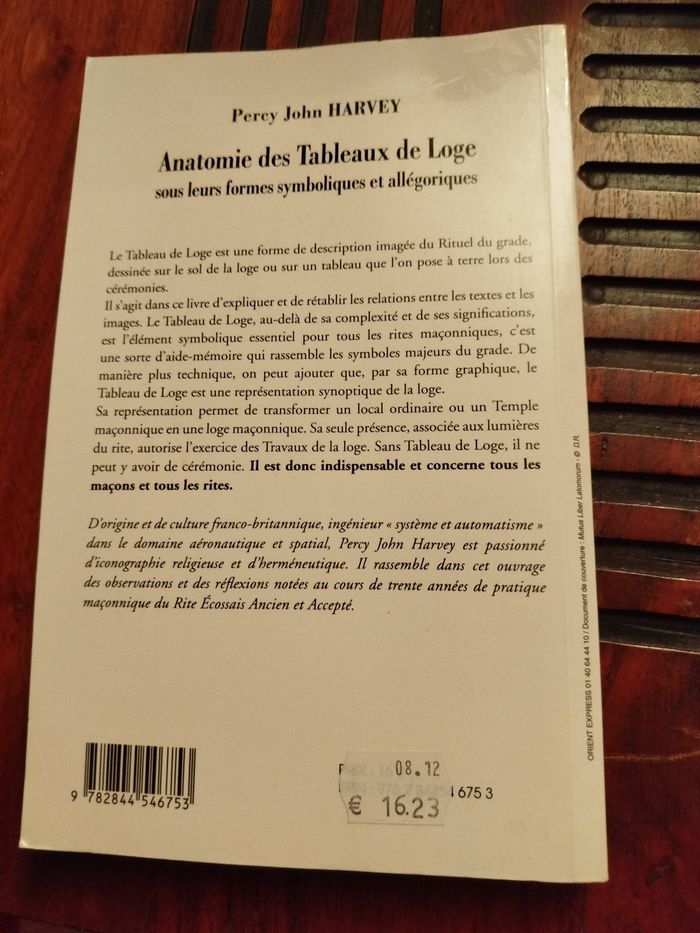 Percy John HARVEY
Anatomie des Tableaux de Loge
sous leurs formes symboliques et allégoriques
Le Tableau de Loge est une forme de description imagée du Rituel du grade,
dessinée sur le sol de la loge ou sur un tableau que l'on pose à terre lors des
cérémonies.
Il s'agit dans ce livre d'expliquer et de rétablir les relations entre les textes et les
images. Le Tableau de Loge, au-delà de sa complexité et de ses significations,
est l'élément symbolique essentiel pour tous les rites maçonniques, c'est
une sorte d'aide-mémoire qui rassemble les symboles majeurs du grade. De
manière plus technique, on peut ajouter que, par sa forme graphique, le
Tableau de Loge est une représentation synoptique de la loge.
Sa représentation permet de transformer un local ordinaire ou un Temple
maçonnique en une loge maçonnique. Sa seule présence, associée aux lumières
du rite, autorise l'exercice des Travaux de la loge. Sans Tableau de Loge, il ne
peut y avoir de cérémonie. Il est donc indispensable et concerne tous les
maçons et tous les rites.
D'origine et de culture franco-britannique, ingénieur « système et automatisme »
dans le domaine aéronautique et spatial, Percy John Harvey est passionné
d'iconographie religieuse et d'herméneutique. Il rassemble dans cet ouvrage
des observations et des réflexions notées au cours de trente années de pratique
maçonnique du Rite Écossais Ancien et Accepté.
9 782844 546753
08.12
€ 16.23
675 3
ORIENT EXPRESS 01 40 64 44 10 / Document de couverture : Mutus Liber Latomorum - © D.R.